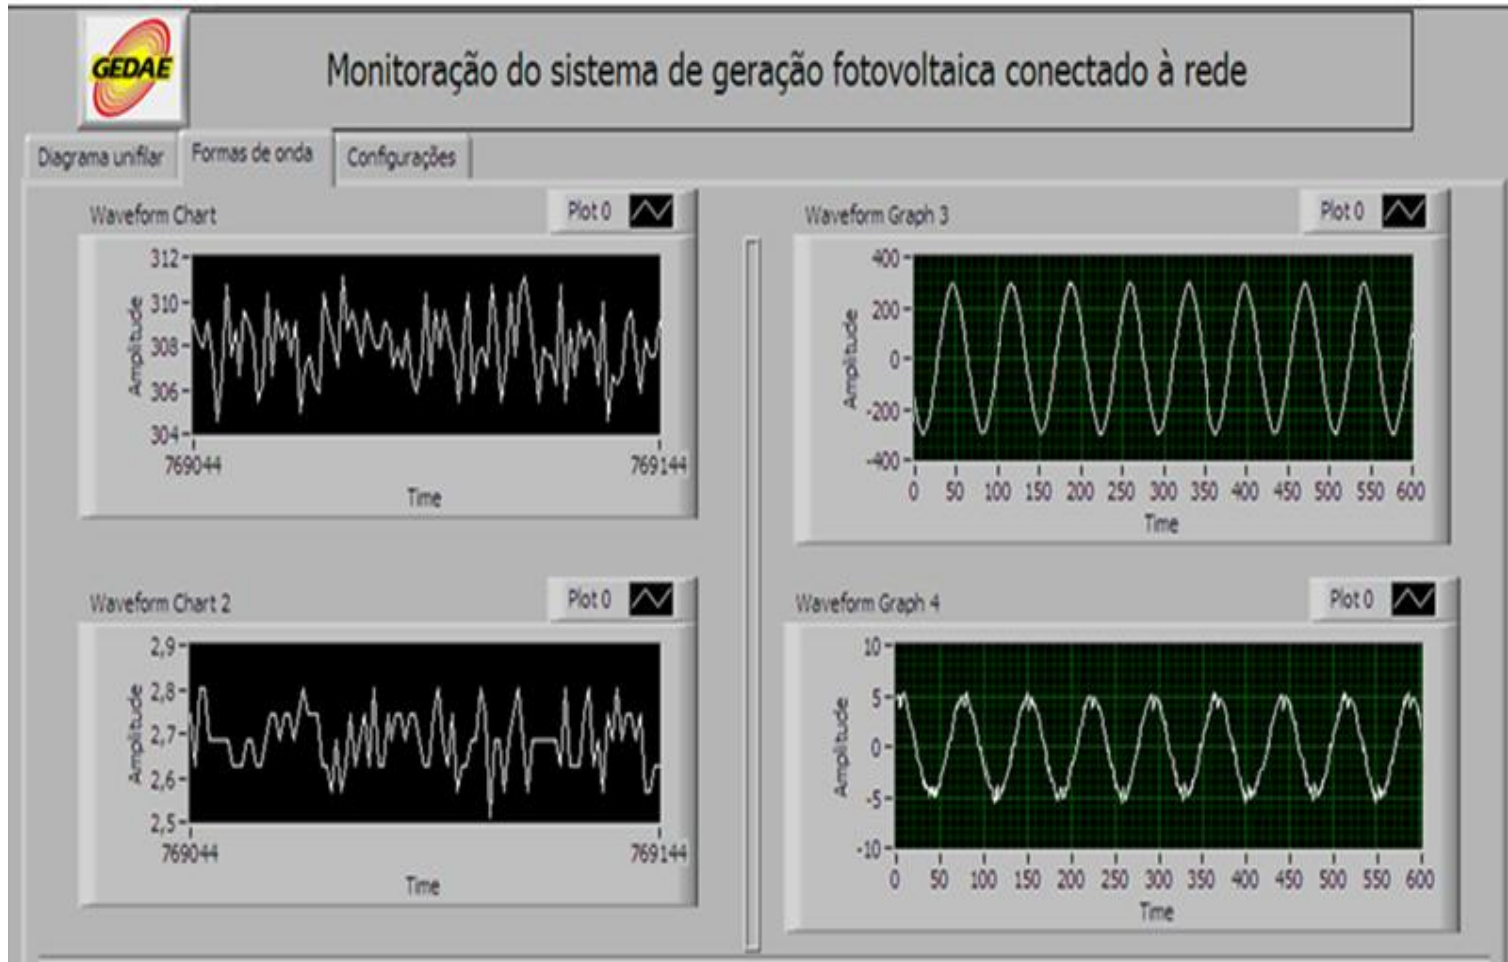 GEDAE
Monitoração do sistema de geração fotovoltaica conectado à rede
Diagrama unifilar
Formas de onda
Configurações
Waveform Chart
Plot 0
312
310
308
306
304
Amplitude
769044
769144
Time
Waveform Graph 3
Plot 0
400
200
0
-200
-400
Amplitude
0 50 100 150 200 250 300 350 400 450 500 550 600
Time
Waveform Chart 2
Plot 0
2,9
2,8
2,7
2,6
2,5
Amplitude
769044
769144
Time
Waveform Graph 4
Plot 0
10
5
0
-5
-10
Amplitude
0 50 100 150 200 250 300 350 400 450 500 550 600
Time